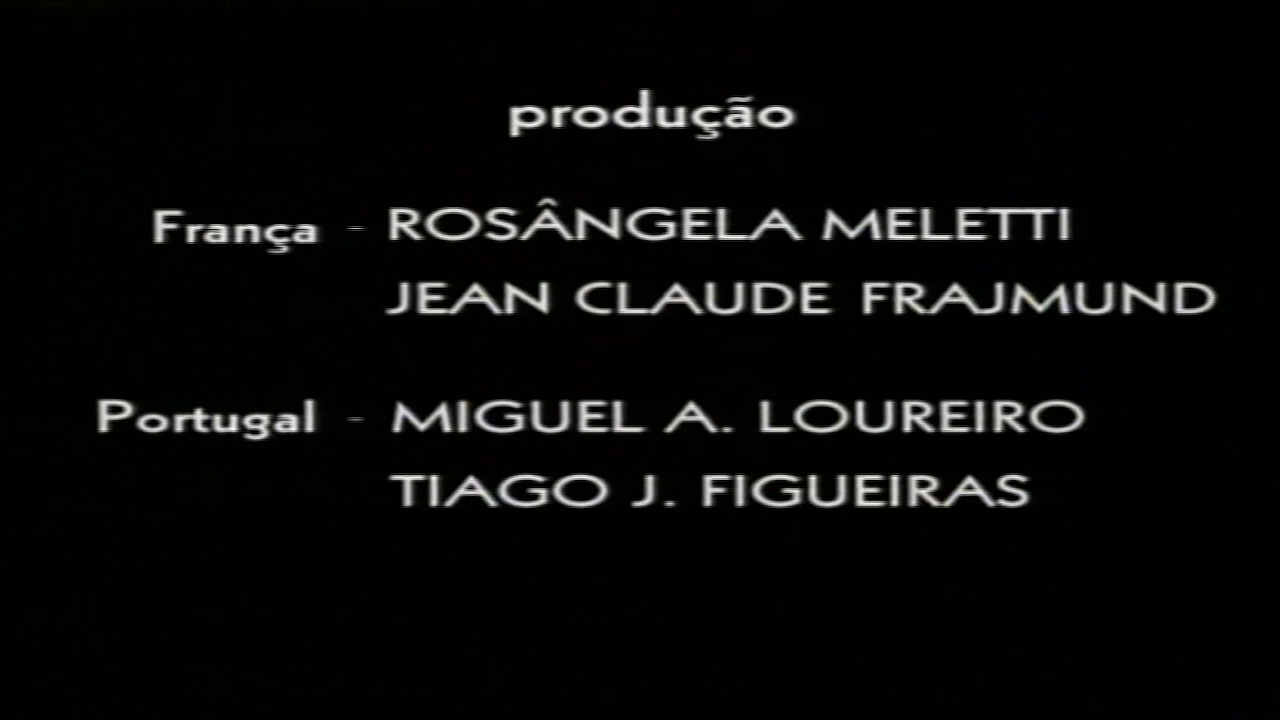 produção
França - ROSÂNGELA MELETTI
JEAN CLAUDE FRAJMUND
Portugal - MIGUEL A. LOUREIRO
TIAGO J. FIGUEIRAS